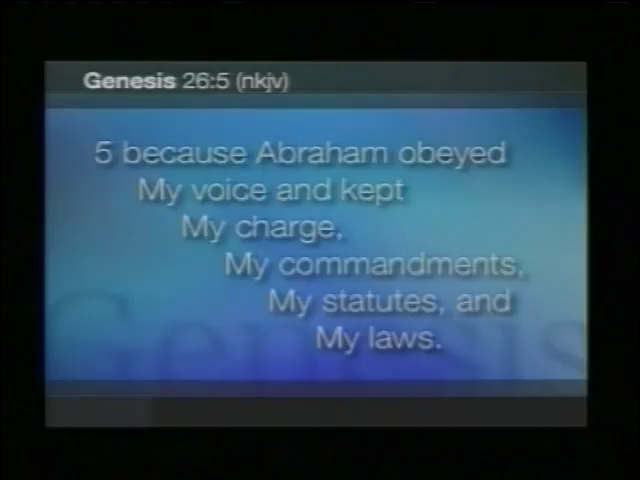 Genesis 26:5 (nkjv)
5 because Abraham obeyed
My voice and kept
My charge,
My commandments,
My statutes, and
My laws.
Genesis